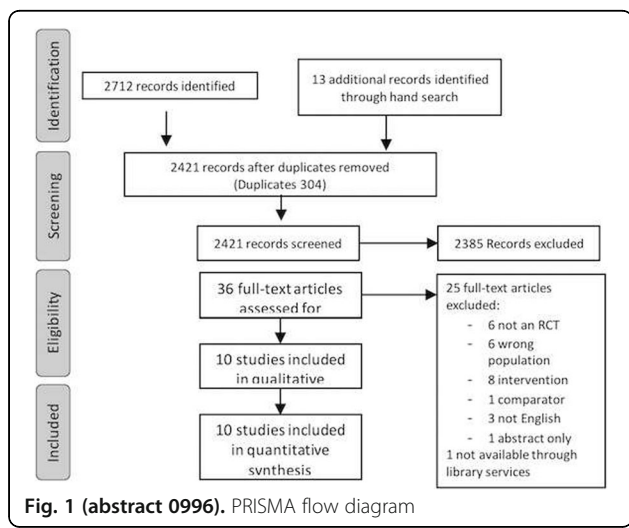 Identification
2712 records identified
13 additional records identified
through hand search
Screening
2421 records after duplicates removed
(Duplicates 304)
2421 records screened
2385 Records excluded
Eligibility
36 full-text articles
assessed for
25 full-text articles
excluded:
- 6 not an RCT
- 6 wrong
population
- 8 intervention
- 1 comparator
- 3 not English
- 1 abstract only
1 not available through
library services
10 studies included
in qualitative
Included
10 studies included
in quantitative
synthesis
Fig. 1 (abstract 0996). PRISMA flow diagram